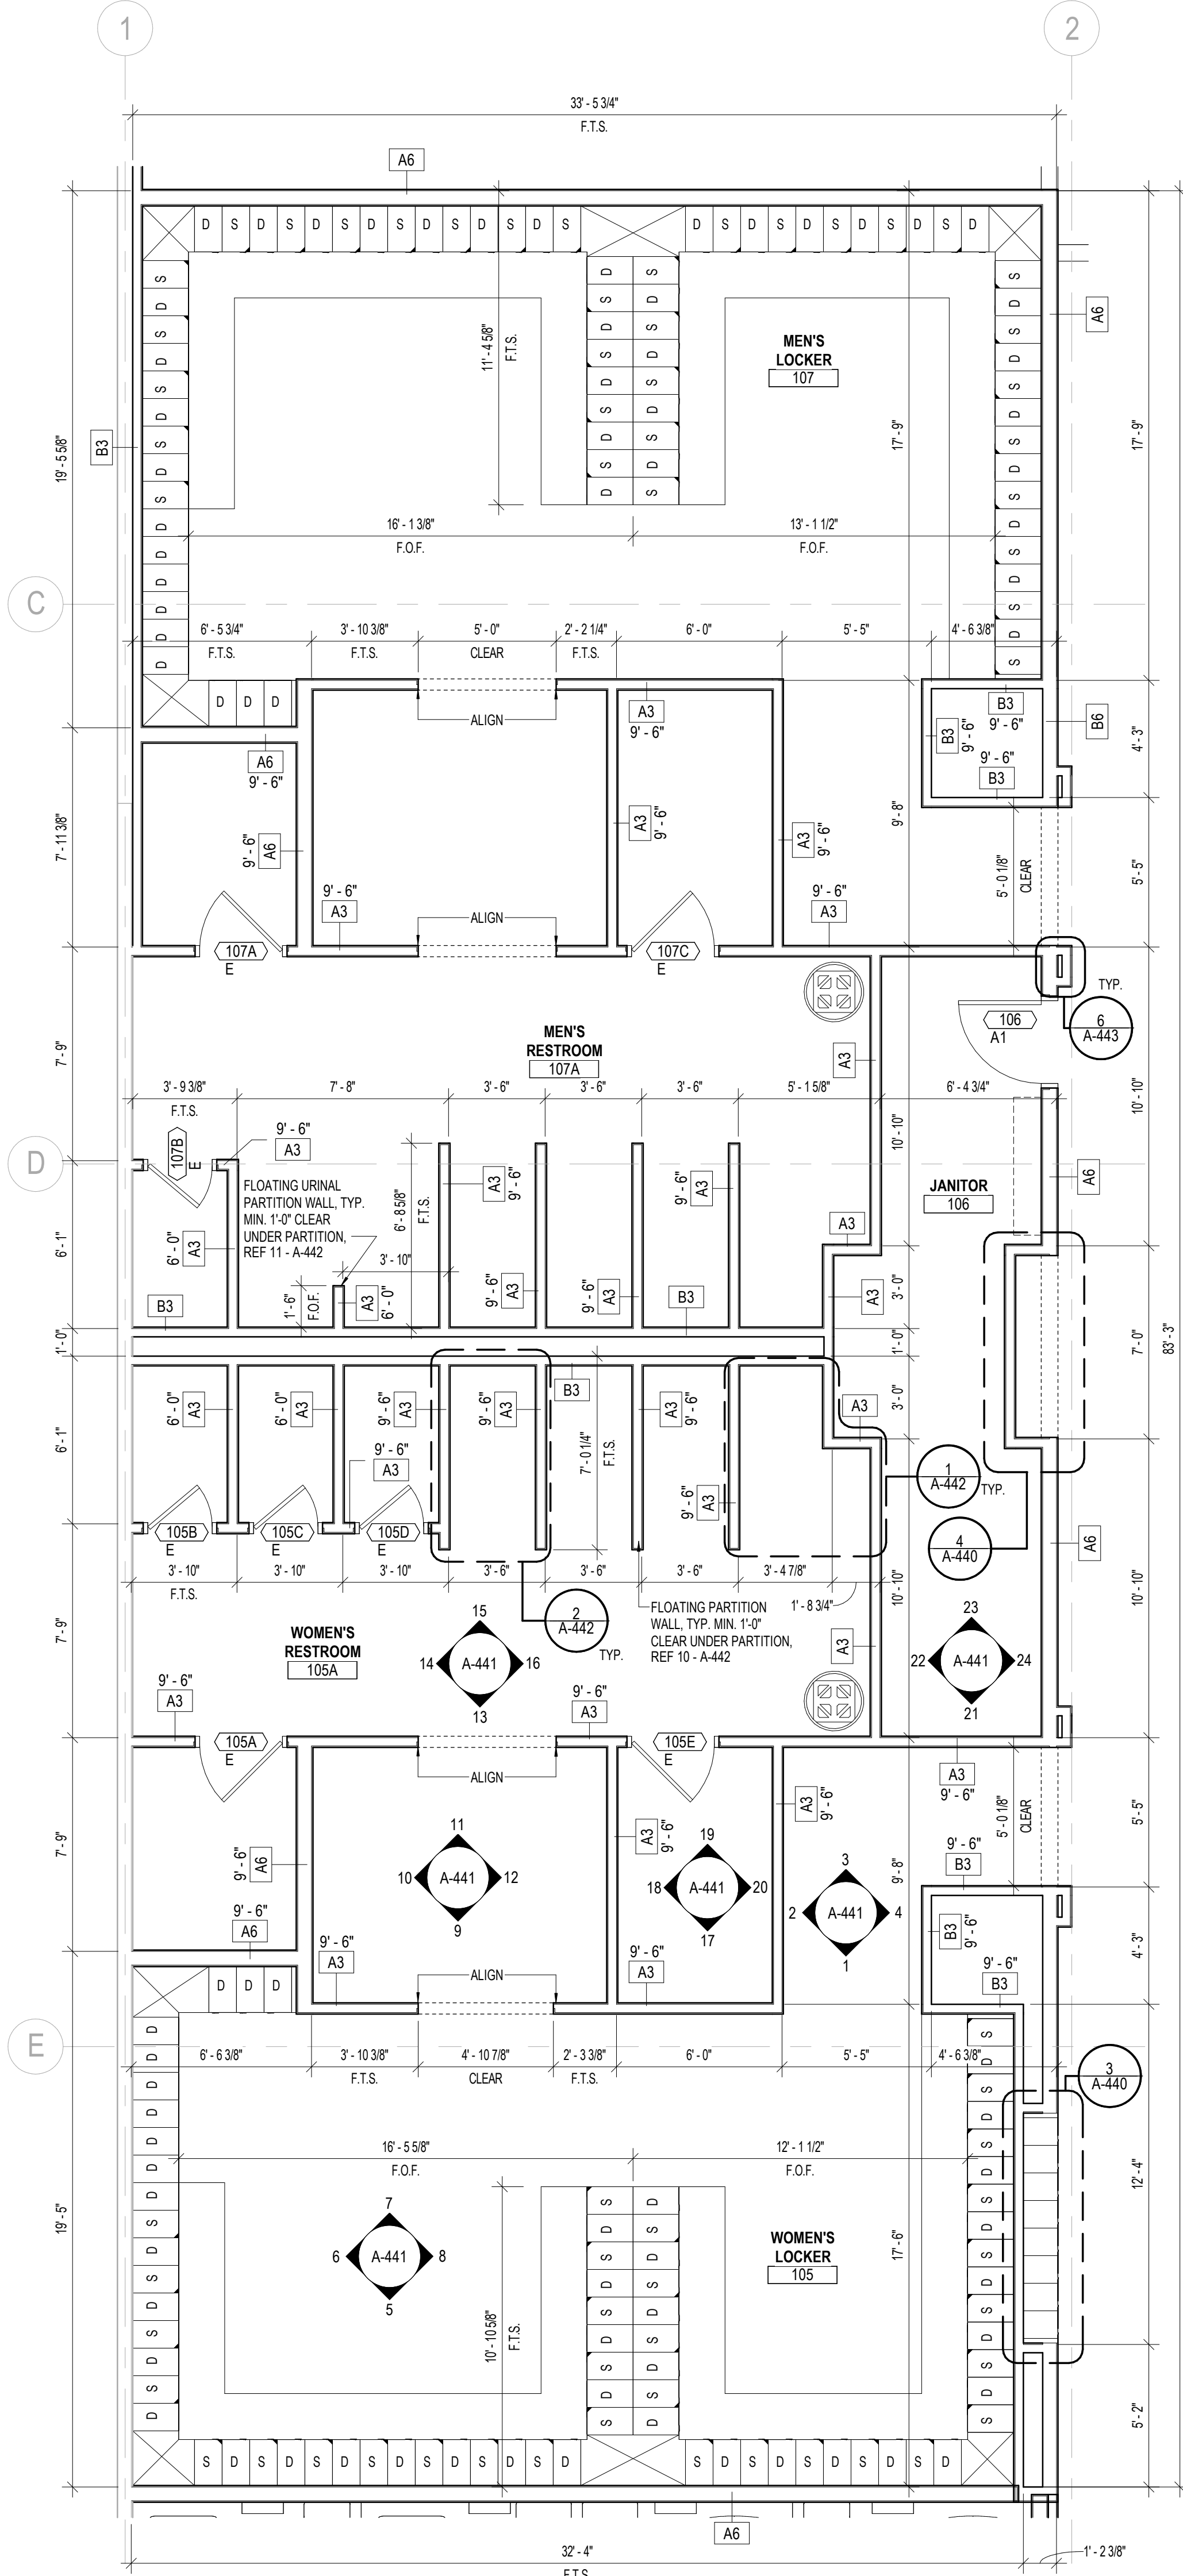 1
2
33' - 5 3/4"
F.T.S.
A6
D S D S D S D S D S D S D S
D S D S D S D S D S D
S D S D S D S D S D D D D D D
D S D S D S D S D
S D S D S D S D S
S D S D S D S D S D S D S D S
A6
B3
11' - 4 5/8"
F.T.S.
MEN'S
LOCKER
107
19' - 5 5/8"
17' - 9"
17' - 9"
16' - 1 3/8"
F.O.F.
13' - 1 1/2"
F.O.F.
C
6' - 5 3/4"
F.T.S.
3' - 10 3/8"
F.T.S.
5' - 0"
CLEAR
2' - 2 1/4"
F.T.S.
6' - 0"
5' - 5"
4' - 6 3/8"
D D D
ALIGN
A3
9' - 6"
B3
9' - 6"
B3
9' - 6"
9' - 6"
B3
B6
4' - 3"
A6
9' - 6"
9' - 6"
A6
A3
9' - 6"
A3
9' - 6"
7' - 11 3/8"
9' - 8"
5' - 0 1/8"
CLEAR
5' - 5"
9' - 6"
A3
ALIGN
9' - 6"
A3
107A
E
107C
E
TYP.
6
A-443
106
A1
MEN'S
RESTROOM
107A
A3
7' - 9"
10' - 10"
10' - 10"
3' - 9 3/8"
F.T.S.
7' - 8"
3' - 6"
3' - 6"
3' - 6"
5' - 1 5/8"
6' - 4 3/4"
107B
E
9' - 6"
A3
D
FLOATING URINAL
PARTITION WALL, TYP.
MIN. 1'-0" CLEAR
UNDER PARTITION,
REF 11 - A-442
6' - 8 5/8"
F.T.S.
A3
9' - 6"
9' - 6"
A3
JANITOR
106
A6
6' - 1"
6' - 0"
A3
3' - 10"
A3
B3
1' - 6"
F.O.F.
A3
6' - 0"
9' - 6"
A3
9' - 6"
A3
B3
A3
3' - 0"
1' - 0"
1' - 0"
7' - 0"
83' - 3"
6' - 0"
A3
6' - 0"
A3
9' - 6"
A3
9' - 6"
A3
B3
A3
9' - 6"
3' - 0"
A3
6' - 1"
9' - 6"
A3
7' - 0 1/4"
F.T.S.
9' - 6"
A3
1
A-442
TYP.
4
A-440
A6
105B
E
105C
E
105D
E
3' - 10"
F.T.S.
3' - 10"
3' - 10"
3' - 6"
3' - 6"
3' - 6"
3' - 4 7/8"
1' - 8 3/4"
10' - 10"
10' - 10"
2
A-442
TYP.
FLOATING PARTITION
WALL, TYP. MIN. 1'-0"
CLEAR UNDER PARTITION,
REF 10 - A-442
7' - 9"
WOMEN'S
RESTROOM
105A
15
14 A-441 16
13
A3
23
22 A-441 24
21
9' - 6"
A3
9' - 6"
A3
105A
E
105E
E
ALIGN
A3
9' - 6"
5' - 0 1/8"
CLEAR
5' - 5"
7' - 9"
9' - 6"
A6
A3
9' - 6"
A3
9' - 6"
11
10 A-441 12
9
19
18 A-441 20
17
3
2 A-441 4
1
9' - 8"
9' - 6"
B3
B3
9' - 6"
9' - 6"
B3
4' - 3"
9' - 6"
A6
9' - 6"
A3
9' - 6"
A3
ALIGN
D D D
E
6' - 6 3/8"
3' - 10 3/8"
F.T.S.
4' - 10 7/8"
CLEAR
2' - 3 3/8"
F.T.S.
6' - 0"
5' - 5"
4' - 6 3/8"
3
A-440
D D D D D D D S D S D S D S D
S D S D S D S D S D S D S D S
16' - 5 5/8"
F.O.F.
12' - 1 1/2"
F.O.F.
12' - 4"
19' - 5"
7
6 A-441 8
5
S D S D S D S D S
D S D S D S D S D
WOMEN'S
LOCKER
105
17' - 6"
10' - 10 5/8"
F.T.S.
5' - 2"
S D S D S D S D S D S D S D
S D S D S D S D S D
A6
32' - 4"
F.T.S.
1' - 2 3/8"